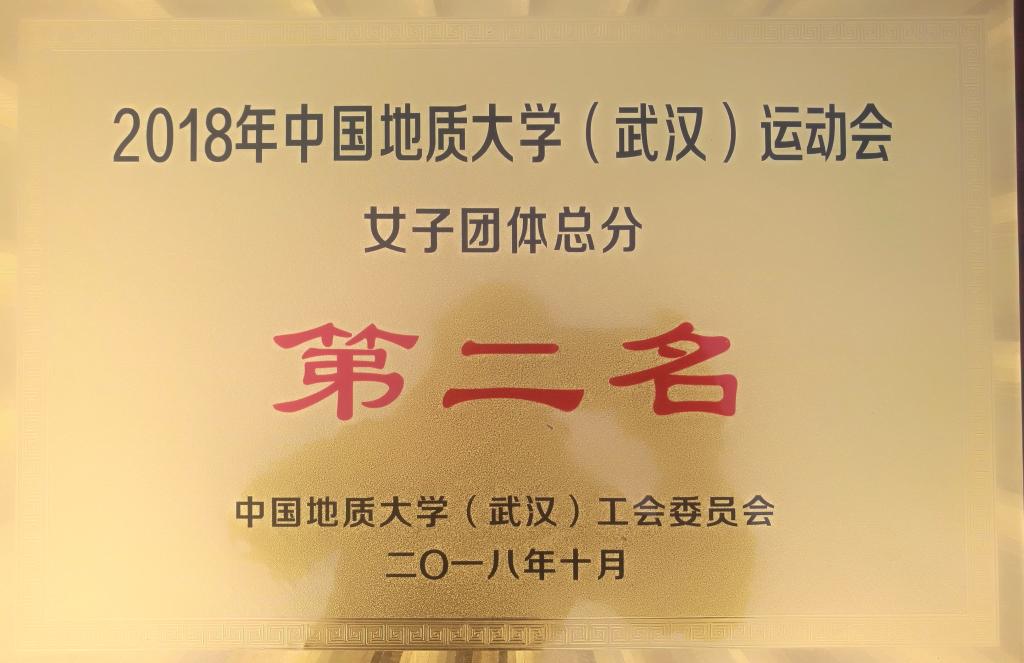 2018年中国地质大学（武汉）运动会
女子团体总分
第二名
中国地质大学（武汉）工会委员会
二〇一八年十月